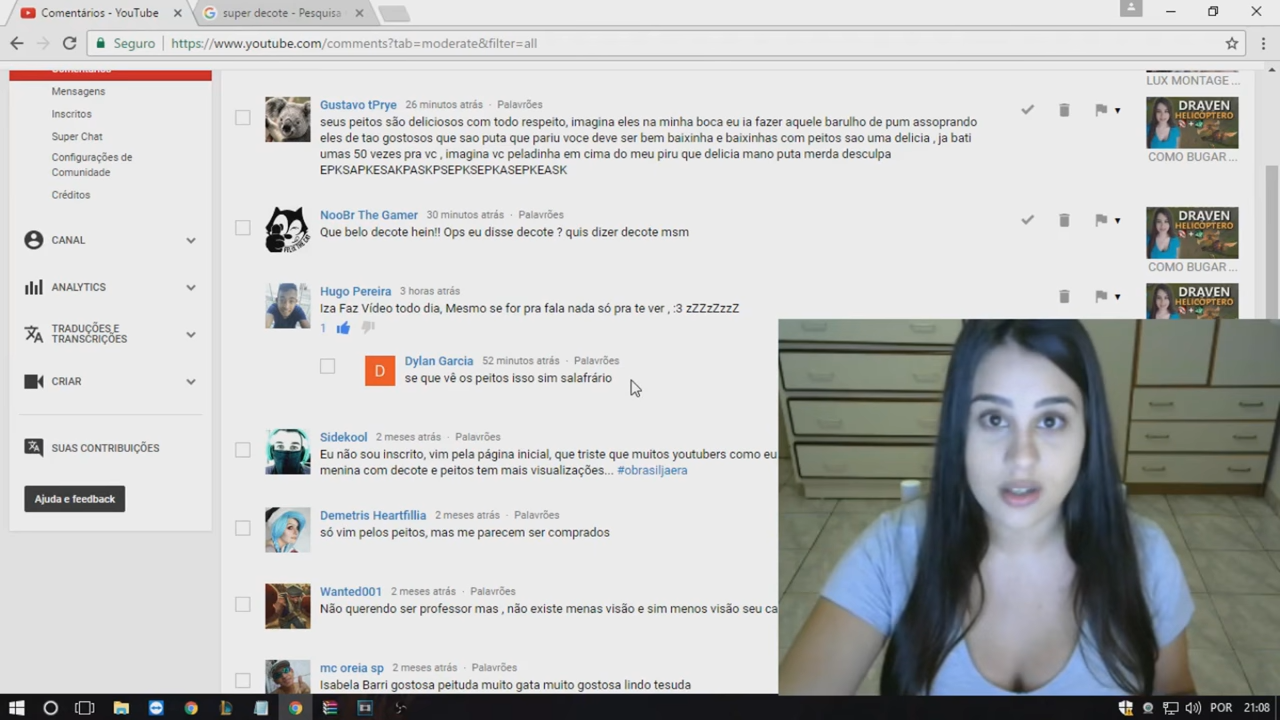 Comentários - YouTube
super decote - Pesquisa
Seguro
https://www.youtube.com/comments?tab=moderate&filter=all
Comentários
Mensagens
Inscritos
Super Chat
Configurações de
Comunidade
Créditos
CANAL
ANALYTICS
TRADUÇÕES E
TRANSCRIÇÕES
CRIAR
SUAS CONTRIBUIÇÕES
Ajuda e feedback
LUX MONTAGE ...
Gustavo tPrye 26 minutos atrás · Palavrões
seus peitos são deliciosos com todo respeito, imagina eles na minha boca eu ia fazer aquele barulho de pum assoprando
eles de tao gostosos que sao puta que pariu voce deve ser bem baixinha e baixinhas com peitos sao uma delicia , ja bati
umas 50 vezes pra vc , imagina vc peladinha em cima do meu piru que delicia mano puta merda desculpa
EPKSAPKESAKPASKPSEPKSEPKASEPKEASK
DRAVEN
HELICÓPTERO
COMO BUGAR ...
NooBr The Gamer 30 minutos atrás · Palavrões
Que belo decote hein!! Ops eu disse decote ? quis dizer decote msm
DRAVEN
HELICÓPTERO
COMO BUGAR ...
Hugo Pereira 3 horas atrás
Iza Faz Vídeo todo dia, Mesmo se for pra fala nada só pra te ver , :3 zZZzZzzZ
1
DRAVEN
HELICÓPTERO
D
Dylan Garcia 52 minutos atrás · Palavrões
se que vê os peitos isso sim salafrário
Sidekool 2 meses atrás · Palavrões
Eu não sou inscrito, vim pela página inicial, que triste que muitos youtubers como eu
menina com decote e peitos tem mais visualizações... #obrasiljaera
Demetris Heartfillia 2 meses atrás · Palavrões
só vim pelos peitos, mas me parecem ser comprados
Wanted001 2 meses atrás · Palavrões
Não querendo ser professor mas , não existe menas visão e sim menos visão seu ca
mc oreia sp 2 meses atrás · Palavrões
Isabela Barri gostosa peituda muito gata muito gostosa lindo tesuda
POR 21:08